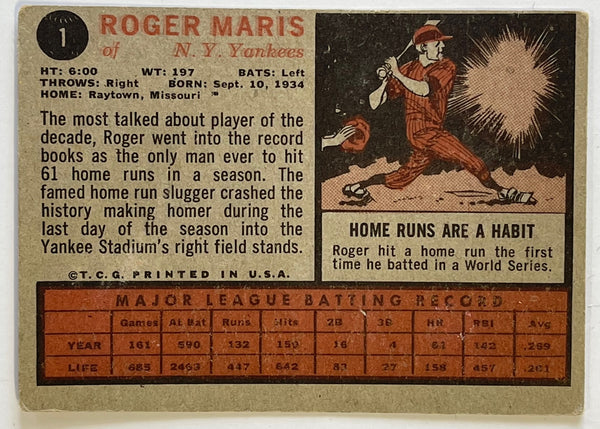 1
ROGER MARIS
of N. Y. Yankees
HT: 6:00 WT: 197 BATS: Left
THROWS: Right BORN: Sept. 10, 1934
HOME: Raytown, Missouri
The most talked about player of the
decade, Roger went into the record
books as the only man ever to hit
61 home runs in a season. The
famed home run slugger crashed the
history making homer during the
last day of the season into the
Yankee Stadium's right field stands.
©T.C.G. PRINTED IN U.S.A.
HOME RUNS ARE A HABIT
Roger hit a home run the first
time he batted in a World Series.
MAJOR LEAGUE BATTING RECORD
Games At Bat Runs Hits 2B 3B HR RBI Avg
YEAR 161 590 132 159 16 4 61 142 .269
LIFE 685 2463 447 642 83 27 158 457 .261